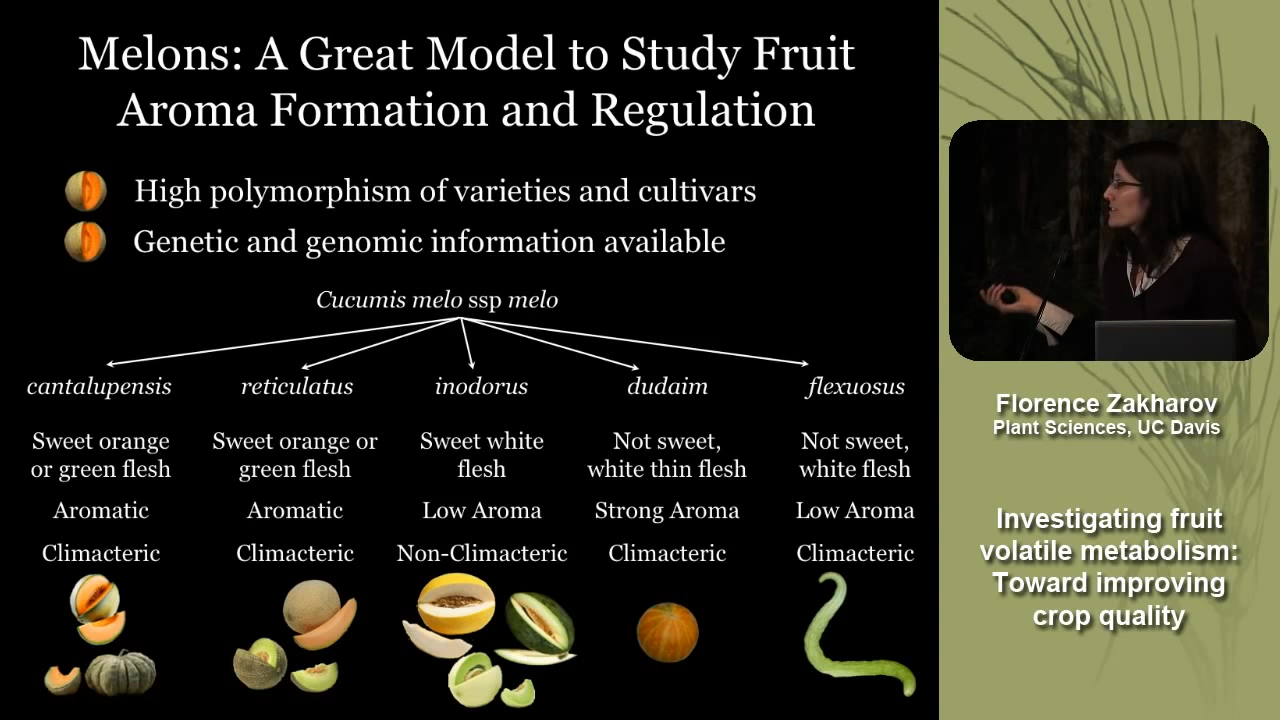 Melons: A Great Model to Study Fruit
Aroma Formation and Regulation
High polymorphism of varieties and cultivars
Genetic and genomic information available
Cucumis melo ssp melo
cantalupensis
reticulatus
inodorus
dudaim
flexuosus
Sweet orange
or green flesh
Sweet orange or
green flesh
Sweet white
flesh
Not sweet,
white thin flesh
Not sweet,
white flesh
Aromatic
Aromatic
Low Aroma
Strong Aroma
Low Aroma
Climacteric
Climacteric
Non-Climacteric
Climacteric
Climacteric
Florence Zakharov
Plant Sciences, UC Davis
Investigating fruit
volatile metabolism:
Toward improving
crop quality